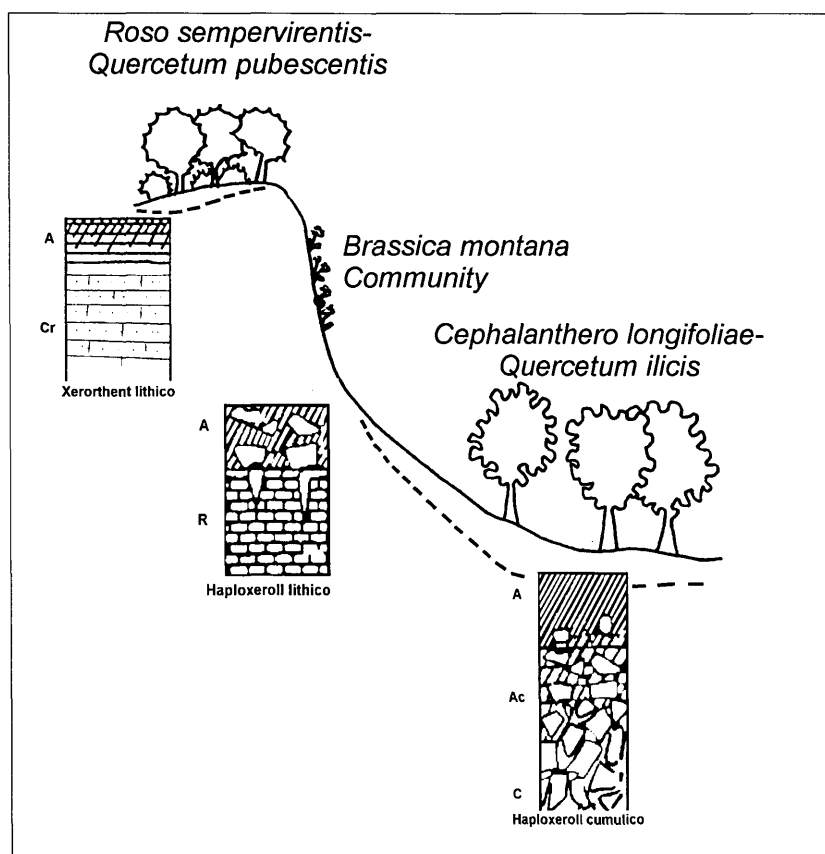 Roso sempervirentis-
Quercetum pubescentis
A
Cr
Xerorthent lithico
Brassica montana
Community
Cephalanthero longifoliae-
Quercetum ilicis
A
R
Haploxeroll lithico
A
Ac
C
Haploxeroll cumulico